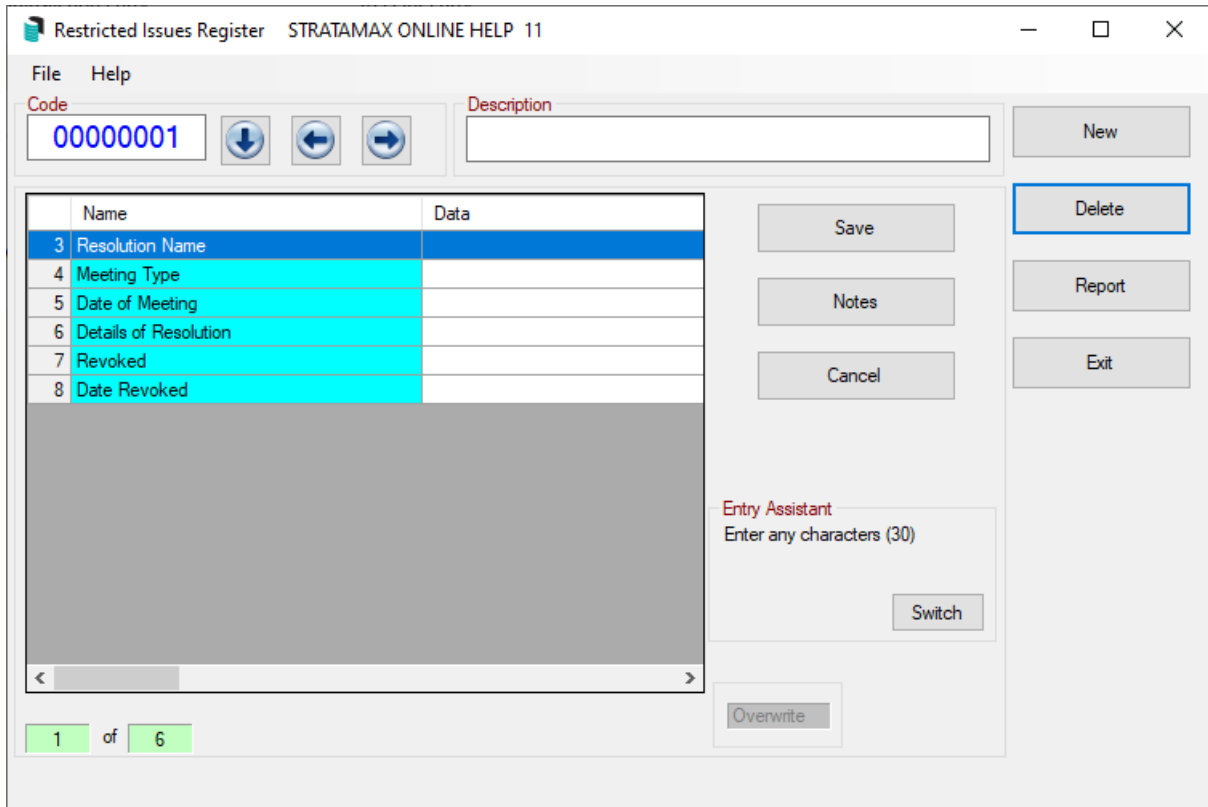 Restricted Issues Register STRATAMAX ONLINE HELP 11
File Help
Code
00000001
Description
New
Delete
Report
Exit
Name Data
3 Resolution Name
4 Meeting Type
5 Date of Meeting
6 Details of Resolution
7 Revoked
8 Date Revoked
Save
Notes
Cancel
Entry Assistant
Enter any characters (30)
Switch
Overwrite
1 of 6